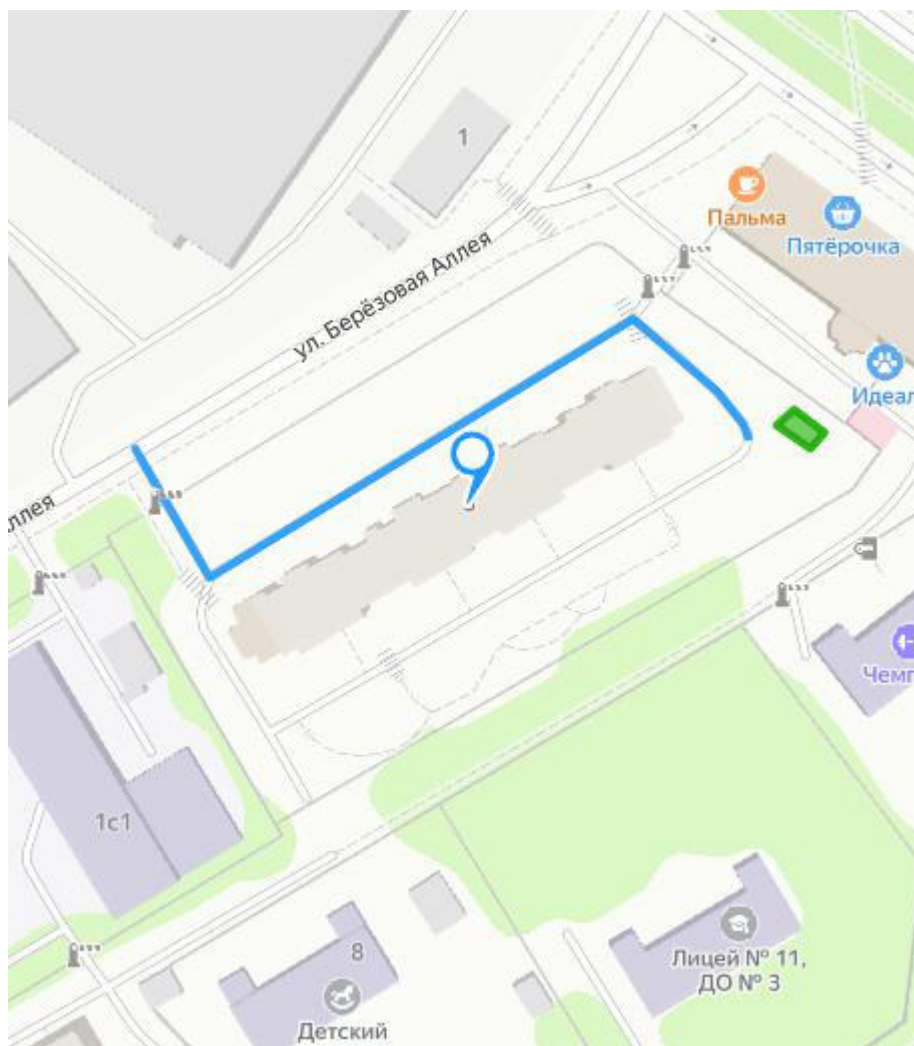 1
Пальма
Пятёрочка
ул. Берёзовая Аллея
Идеал
ллея
Чемп
1с1
Лицей № 11,
ДО № 3
8
Детский